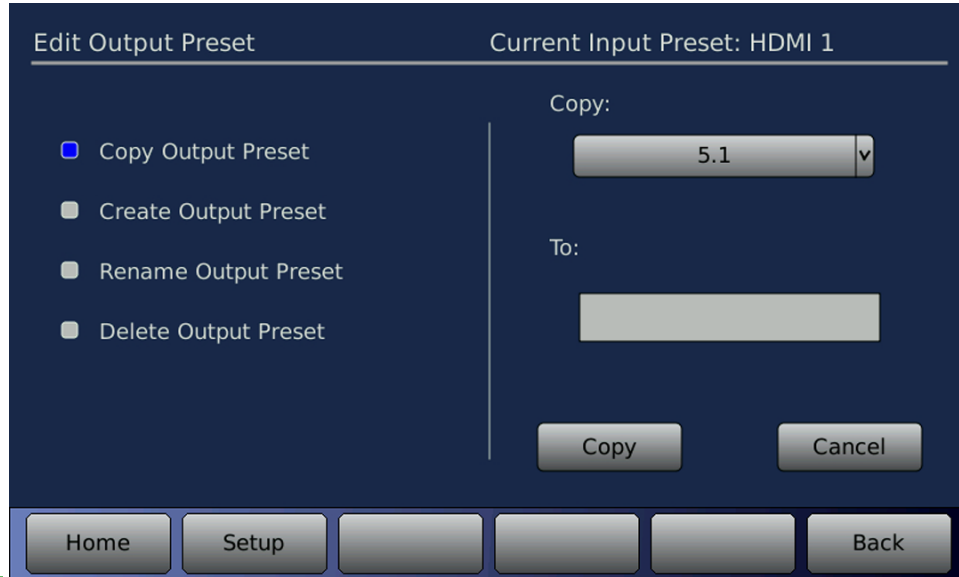 Edit Output Preset
Current Input Preset: HDMI 1
Copy Output Preset
Create Output Preset
Rename Output Preset
Delete Output Preset
Copy:
5.1
To:
Copy
Cancel
Home
Setup
Back